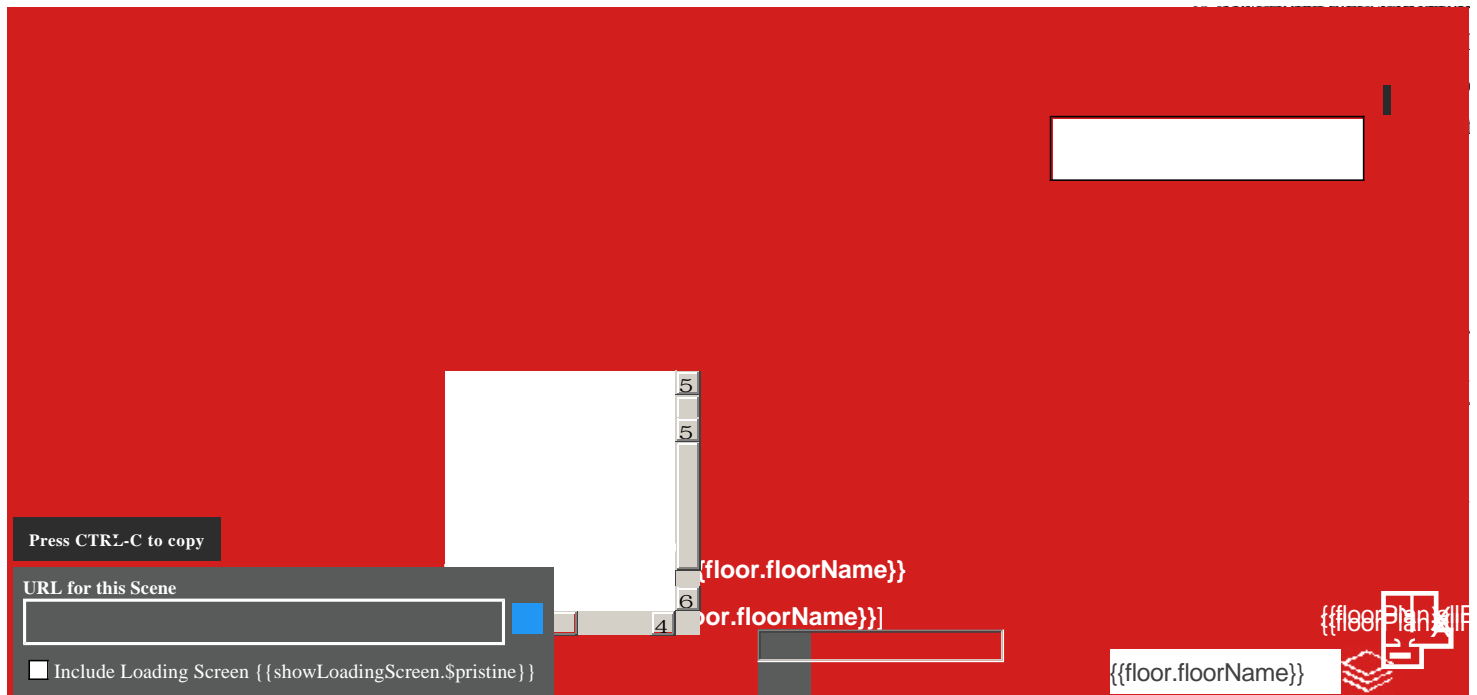 5
5
Press CTRL-C to copy
{floor.floorName}}
URL for this Scene
6
4
oor.floorName}}]
Include Loading Screen {{showLoadingScreen.$pristine}}
{{floor.floorName}}